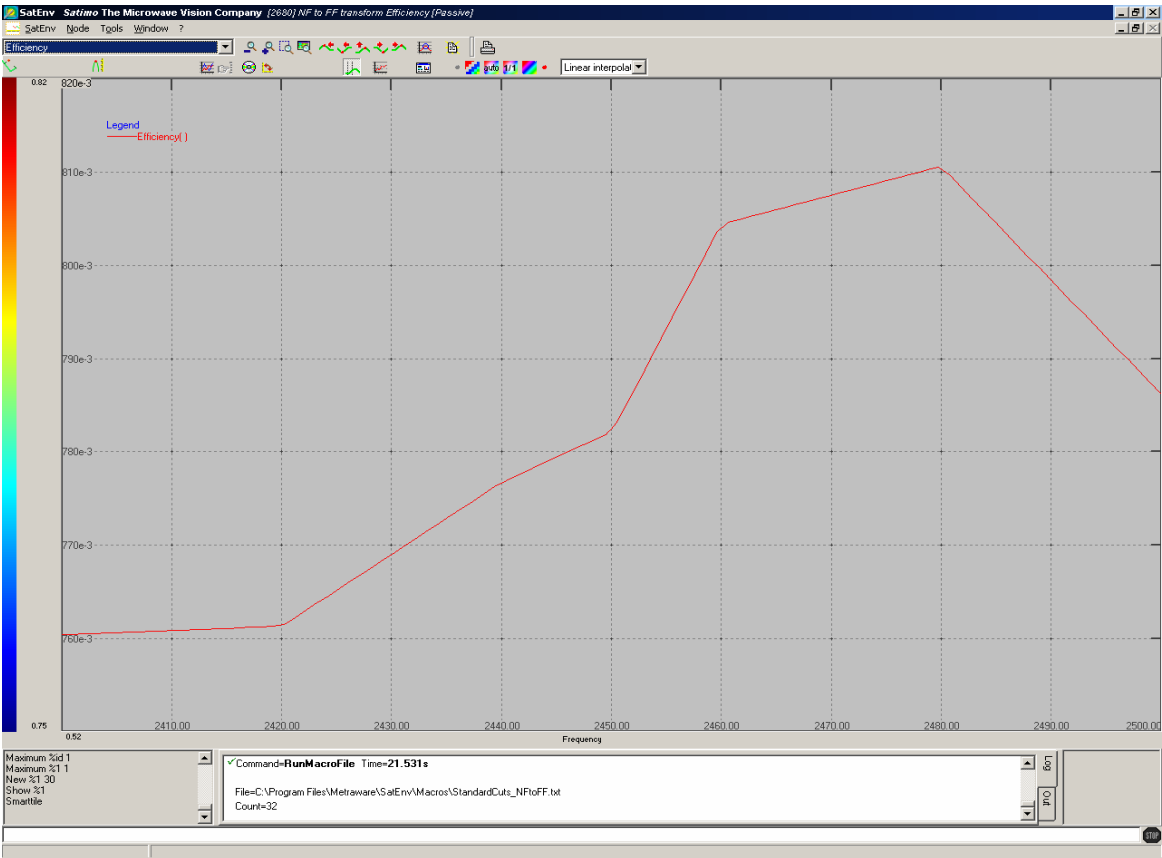 SatEnv Satimo The Microwave Vision Company [2680] NF to FF transform Efficiency [Passive]
SatEnv Node Tools Window ?
Efficiency
auto 1/1 Linear interpolat
0.82 820e-3
Legend
Efficiency( )
810e-3
800e-3
790e-3
780e-3
770e-3
760e-3
0.75
2410.00 2420.00 2430.00 2440.00 2450.00 2460.00 2470.00 2480.00 2490.00 2500.00
0.52
Frequency
Maximum %id 1
Maximum %1 1
New %1 30
Show %1
Smarttile
Command=RunMacroFile Time=21.531s
File=C:\Program Files\Metraware\SatEnv\Macros\StandardCuts_NFtoFF.txt
Count=32
Log
Out
STOP